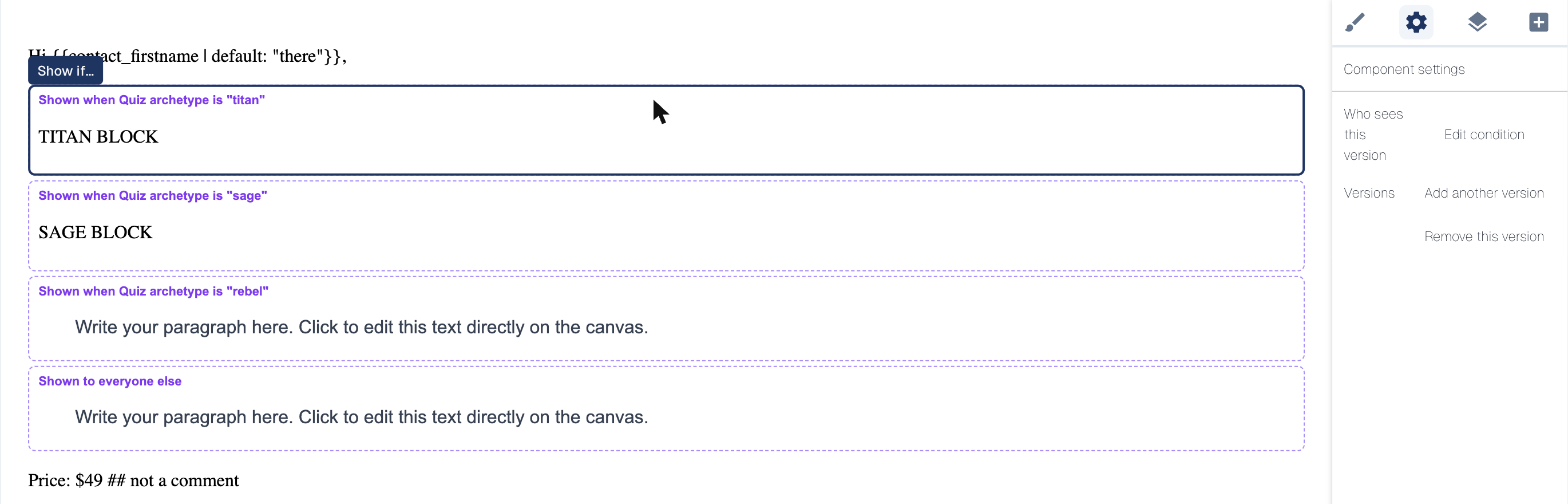 Hi {{contact_firstname | default: "there"}},
Show if...
Shown when Quiz archetype is "titan"
TITAN BLOCK
Shown when Quiz archetype is "sage"
SAGE BLOCK
Shown when Quiz archetype is "rebel"
Write your paragraph here. Click to edit this text directly on the canvas.
Shown to everyone else
Write your paragraph here. Click to edit this text directly on the canvas.
Price: $49 ## not a comment
Component settings
Who sees
this
version
Edit condition
Versions
Add another version
Remove this version